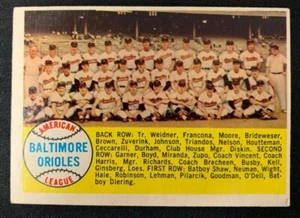 AMERICAN
BALTIMORE
ORIOLES
LEAGUE
BACK ROW: Tr. Weidner, Francona, Moore, Brideweser,
Brown, Zuverink, Johnson, Triandos, Nelson, Houtteman,
Ceccarelli, Durham, Club House Mgr. Diskin. SECOND
ROW: Garner, Boyd, Miranda, Zupo, Coach Vincent, Coach
Harris, Mgr. Richards, Coach Brecheen, Busby, Kell,
Ginsberg, Loes. FIRST ROW: Batboy Shaw, Neiman, Wight,
Hale, Robinson, Lehman, Pilarcik, Goodman, O'Dell, Bat-
boy Diering.